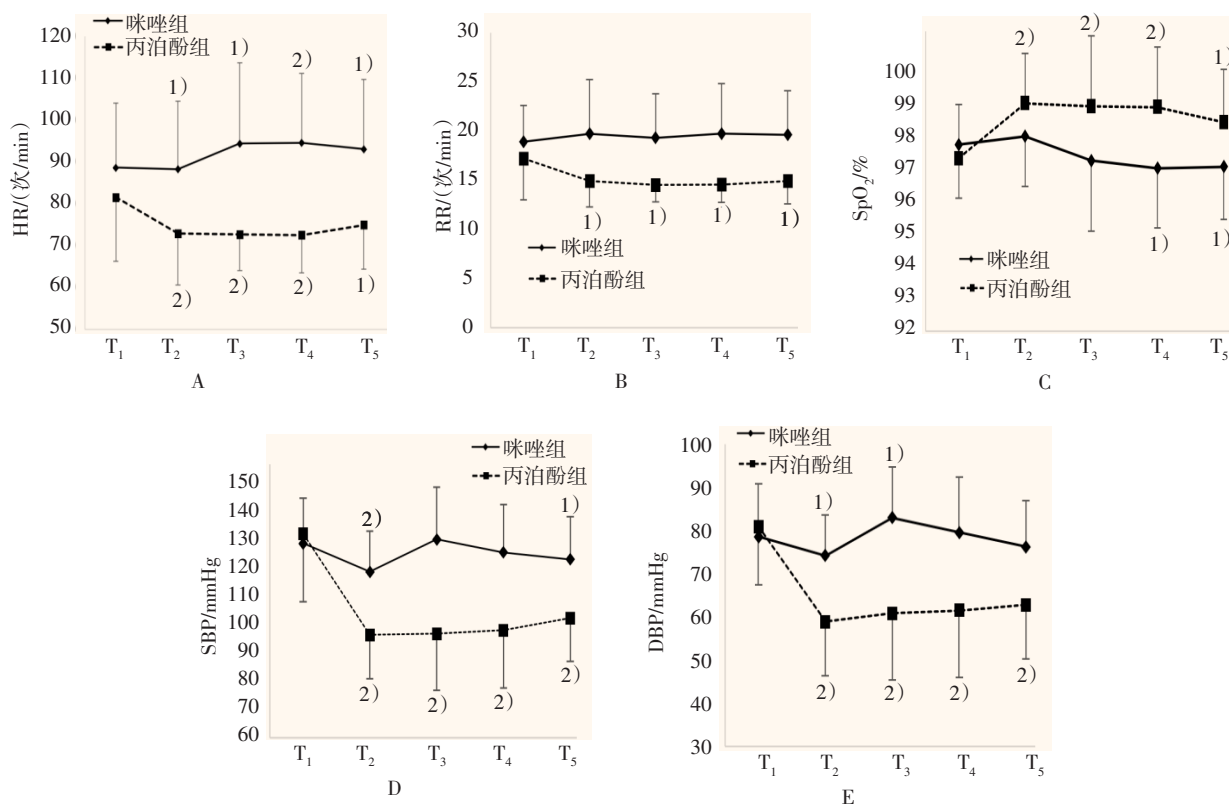 咪唑组
丙泊酚组
HR/(次/min)
120
110
100
90
80
70
60
50
1)
1)
2)
1)
2)
2)
2)
1)
T₁ T₂ T₃ T₄ T₅
A
RR/(次/min)
30
25
20
15
10
5
0
1) 1) 1) 1)
咪唑组
丙泊酚组
T₁ T₂ T₃ T₄ T₅
B
SpO₂/%
100
99
98
97
96
95
94
93
92
2)
2)
2)
1)
1)
1)
咪唑组
丙泊酚组
T₁ T₂ T₃ T₄ T₅
C
咪唑组
丙泊酚组
SBP/mmHg
150
140
130
120
110
100
90
80
70
60
2)
1)
2)
2)
2)
2)
T₁ T₂ T₃ T₄ T₅
D
咪唑组
丙泊酚组
DBP/mmHg
100
90
80
70
60
50
40
30
1)
1)
2) 2) 2)
2)
T₁ T₂ T₃ T₄ T₅
E